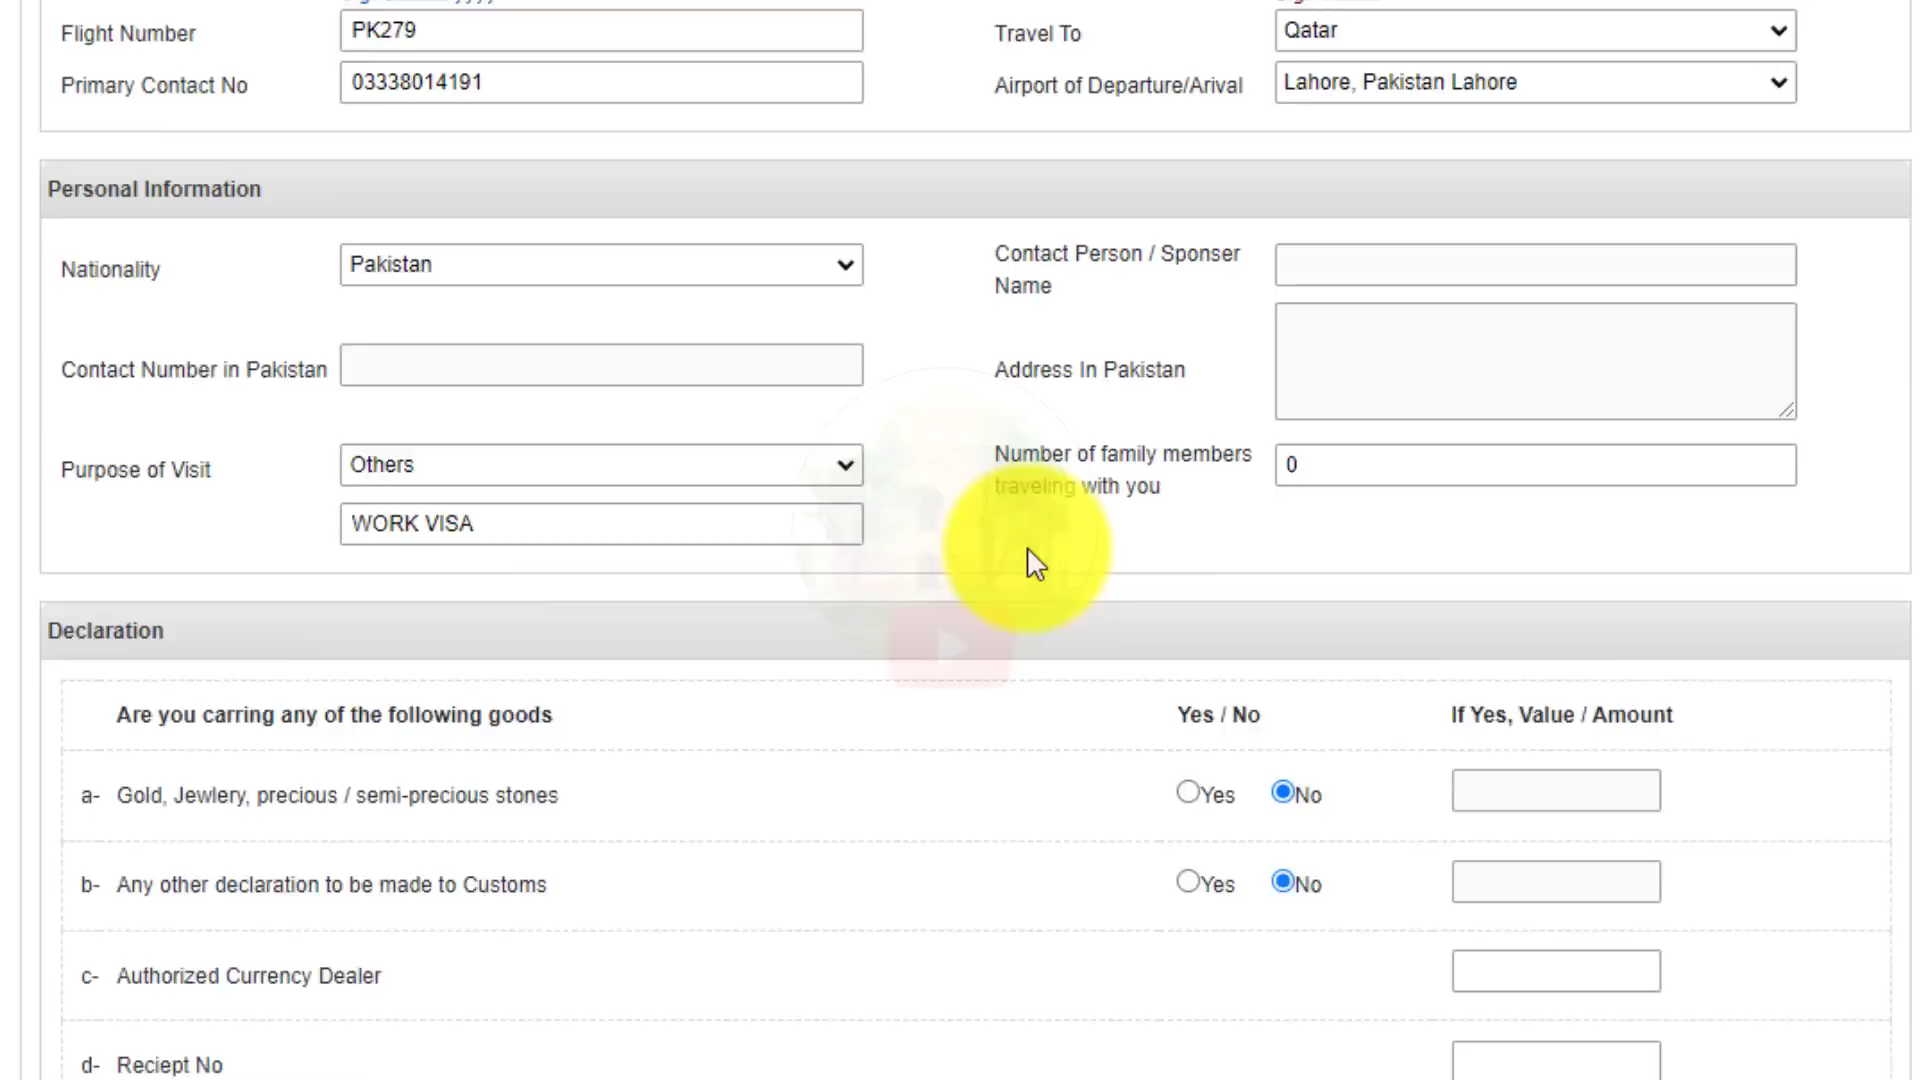 Flight Number PK279 Travel To Qatar
Primary Contact No 03338014191 Airport of Departure/Arival Lahore, Pakistan Lahore
Personal Information
Nationality Pakistan Contact Person / Sponser
Name
Contact Number in Pakistan Address In Pakistan
Purpose of Visit Others Number of family members 0
traveling with you
WORK VISA
Declaration
Are you carring any of the following goods Yes / No If Yes, Value / Amount
a- Gold, Jewlery, precious / semi-precious stones Yes No
b- Any other declaration to be made to Customs Yes No
c- Authorized Currency Dealer
d- Reciept No